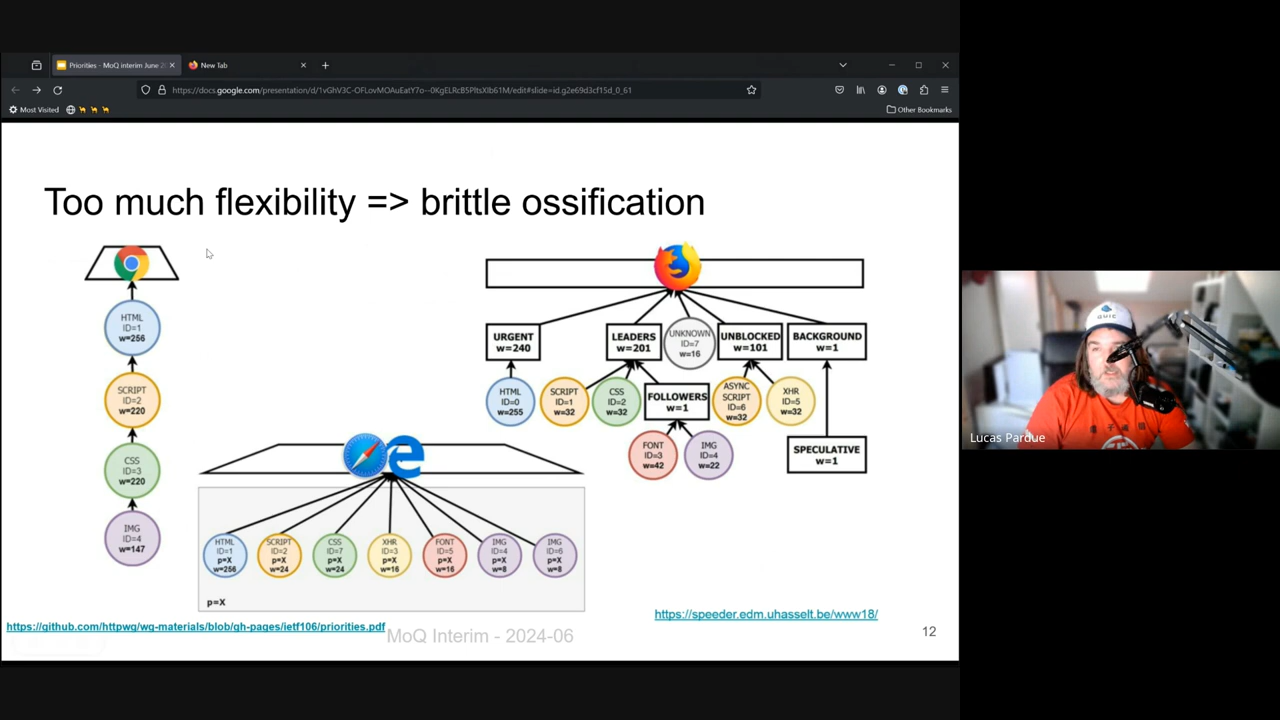 Priorities - MoQ interim June 20
New Tab
https://docs.google.com/presentation/d/1vGhV3C-OFLovMOAuEatY7o--0KgELRcB5PltsXlb61M/edit#slide=id.g2e69d3cf15d_0_61
Most Visited
Other Bookmarks
Too much flexibility => brittle ossification
HTML
ID=1
w=256
SCRIPT
ID=2
w=220
CSS
ID=3
w=220
IMG
ID=4
w=147
URGENT
w=240
LEADERS
w=201
UNKNOWN
ID=7
w=16
UNBLOCKED
w=101
BACKGROUND
w=1
HTML
ID=0
w=255
SCRIPT
ID=1
w=32
CSS
ID=2
w=32
FOLLOWERS
w=1
ASYNC
SCRIPT
ID=6
w=32
XHR
ID=5
w=32
FONT
ID=3
w=42
IMG
ID=4
w=22
SPECULATIVE
w=1
HTML
ID=1
p=X
w=256
SCRIPT
ID=2
p=X
w=24
CSS
ID=7
p=X
w=24
XHR
ID=3
p=X
w=16
FONT
ID=5
p=X
w=16
IMG
ID=4
p=X
w=8
IMG
ID=6
p=X
w=8
p=X
https://speeder.edm.uhasselt.be/www18/
https://github.com/httpwg/wg-materials/blob/gh-pages/ietf106/priorities.pdf
MoQ Interim - 2024-06
12
QUIC
Lucas Pardue